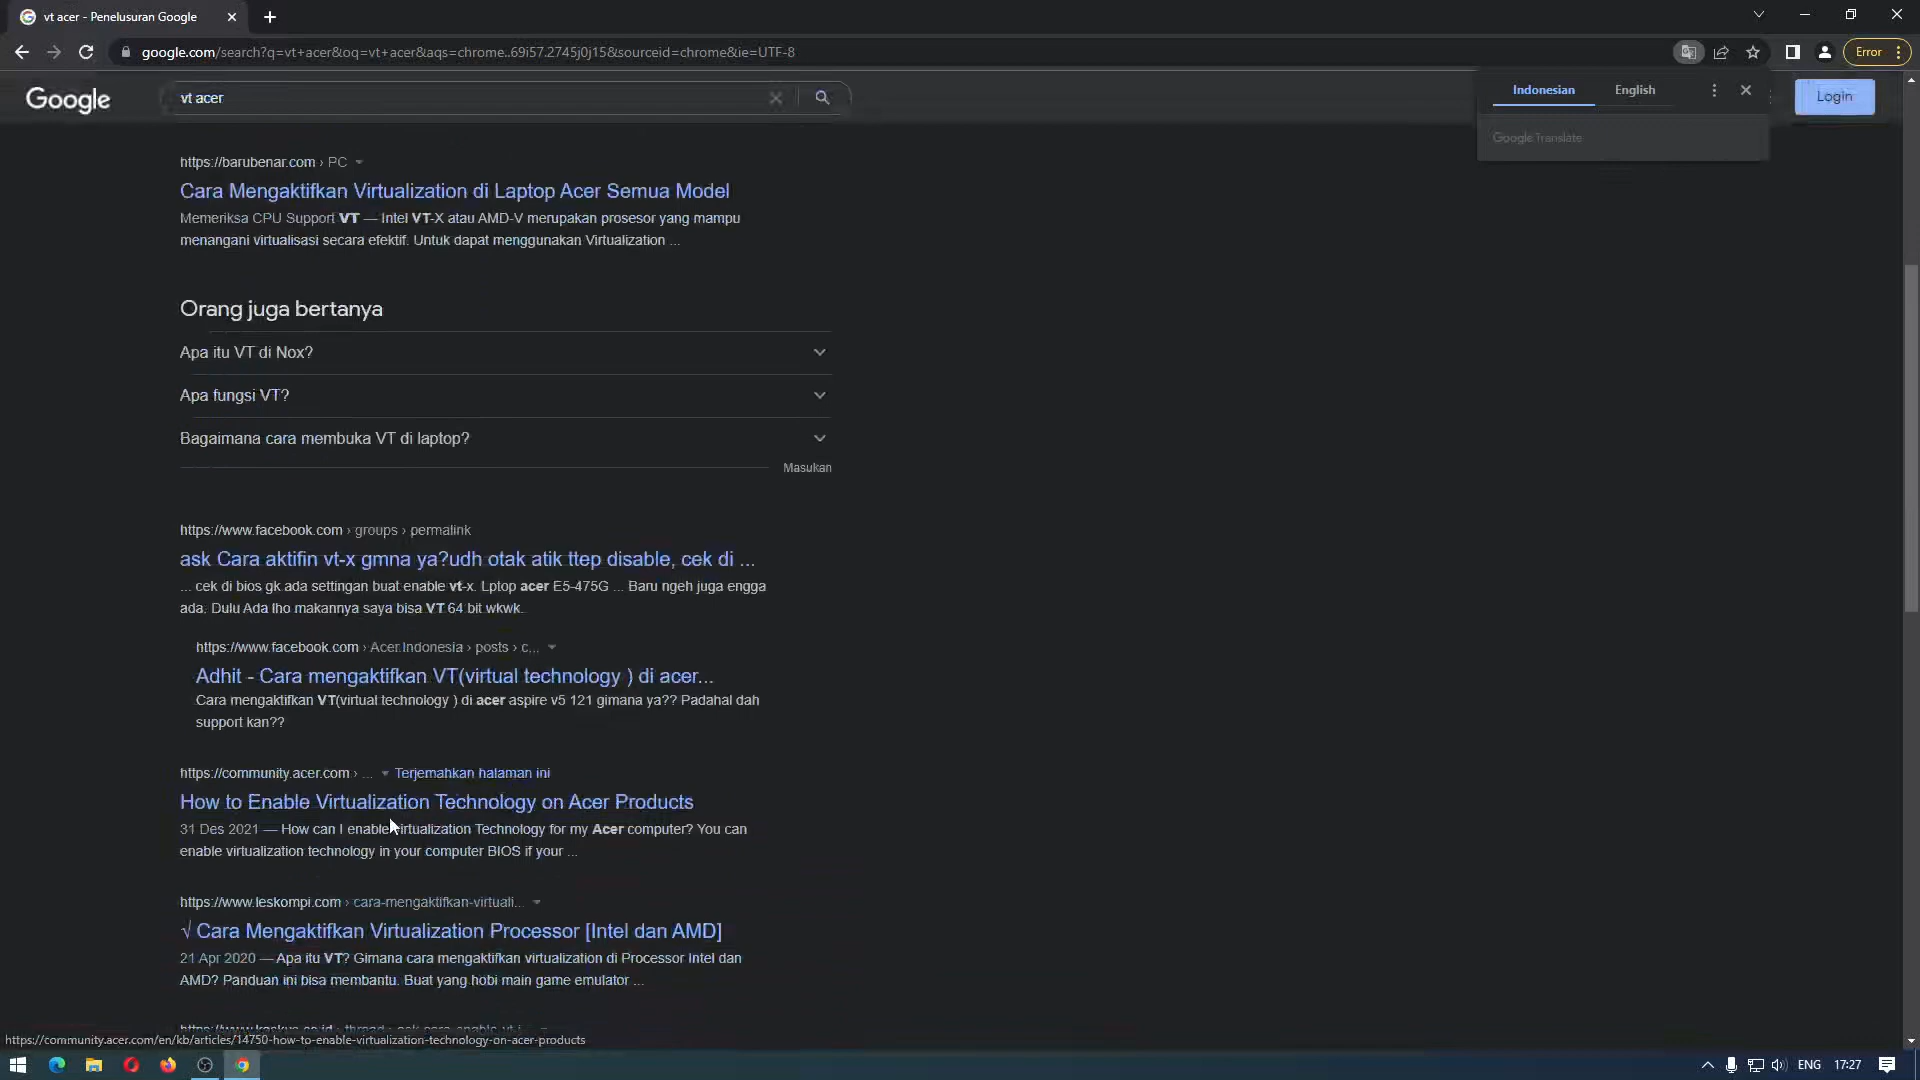 vt acer - Penelusuran Google
google.com/search?q=vt+acer&oq=vt+acer&aqs=chrome..69i57.2745j0j15&sourceid=chrome&ie=UTF-8
Error
Google
vt acer
Indonesian
English
Login
Google Translate
https://barubenar.com › PC
Cara Mengaktifkan Virtualization di Laptop Acer Semua Model
Memeriksa CPU Support VT — Intel VT-X atau AMD-V merupakan prosesor yang mampu
menangani virtualisasi secara efektif. Untuk dapat menggunakan Virtualization ...
Orang juga bertanya
Apa itu VT di Nox?
Apa fungsi VT?
Bagaimana cara membuka VT di laptop?
Masukan
https://www.facebook.com › groups › permalink
ask Cara aktifin vt-x gmna ya?udh otak atik ttep disable, cek di ...
... cek di bios gk ada settingan buat enable vt-x. Lptop acer E5-475G ... Baru ngeh juga engga
ada. Dulu Ada lho makannya saya bisa VT 64 bit wkwk.
https://www.facebook.com › Acer.Indonesia › posts › c...
Adhit - Cara mengaktifkan VT(virtual technology ) di acer...
Cara mengaktifkan VT(virtual technology ) di acer aspire v5 121 gimana ya?? Padahal dah
support kan??
https://community.acer.com › ... Terjemahkan halaman ini
How to Enable Virtualization Technology on Acer Products
31 Des 2021 — How can I enable Virtualization Technology for my Acer computer? You can
enable virtualization technology in your computer BIOS if your ...
https://www.leskompi.com › cara-mengaktifkan-virtuali...
√ Cara Mengaktifkan Virtualization Processor [Intel dan AMD]
21 Apr 2020 — Apa itu VT? Gimana cara mengaktifkan virtualization di Processor Intel dan
AMD? Panduan ini bisa membantu. Buat yang hobi main game emulator ...
https://community.acer.com/en/kb/articles/14750-how-to-enable-virtualization-technology-on-acer-products
ENG
17:27